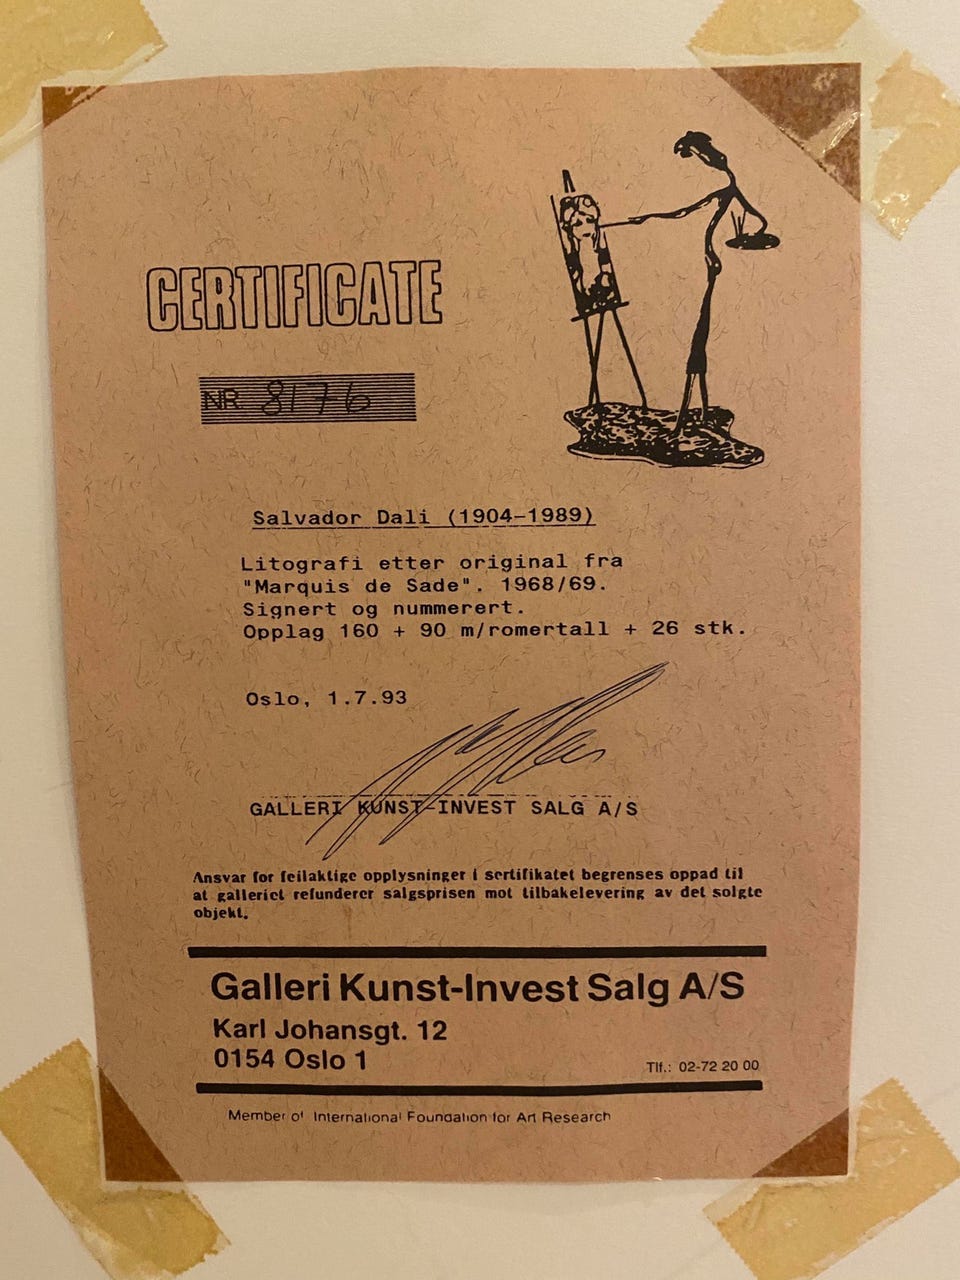 CERTIFICATE
NR 8176
Salvador Dali (1904-1989)
Litografi etter original fra
"Marquis de Sade". 1968/69.
Signert og nummerert.
Opplag 160 + 90 m/romertall + 26 stk.
Oslo, 1.7.93
GALLERI KUNST-INVEST SALG A/S
Ansvar for feilaktige opplysninger i sertifikatet begrenses oppad til
at galleriet refunderer salgsprisen mot tilbakelevering av det solgte
objekt.
Galleri Kunst-Invest Salg A/S
Karl Johansgt. 12
0154 Oslo 1
Tlf.: 02-72 20 00
Member of International Foundation for Art Research